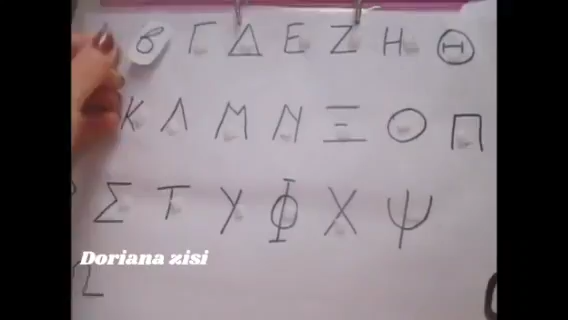 β Γ Δ Ε Ζ Η Θ
Κ Λ Μ Ν Ξ Ο Π
Σ Τ Υ Φ Χ Ψ
Doriana zisi